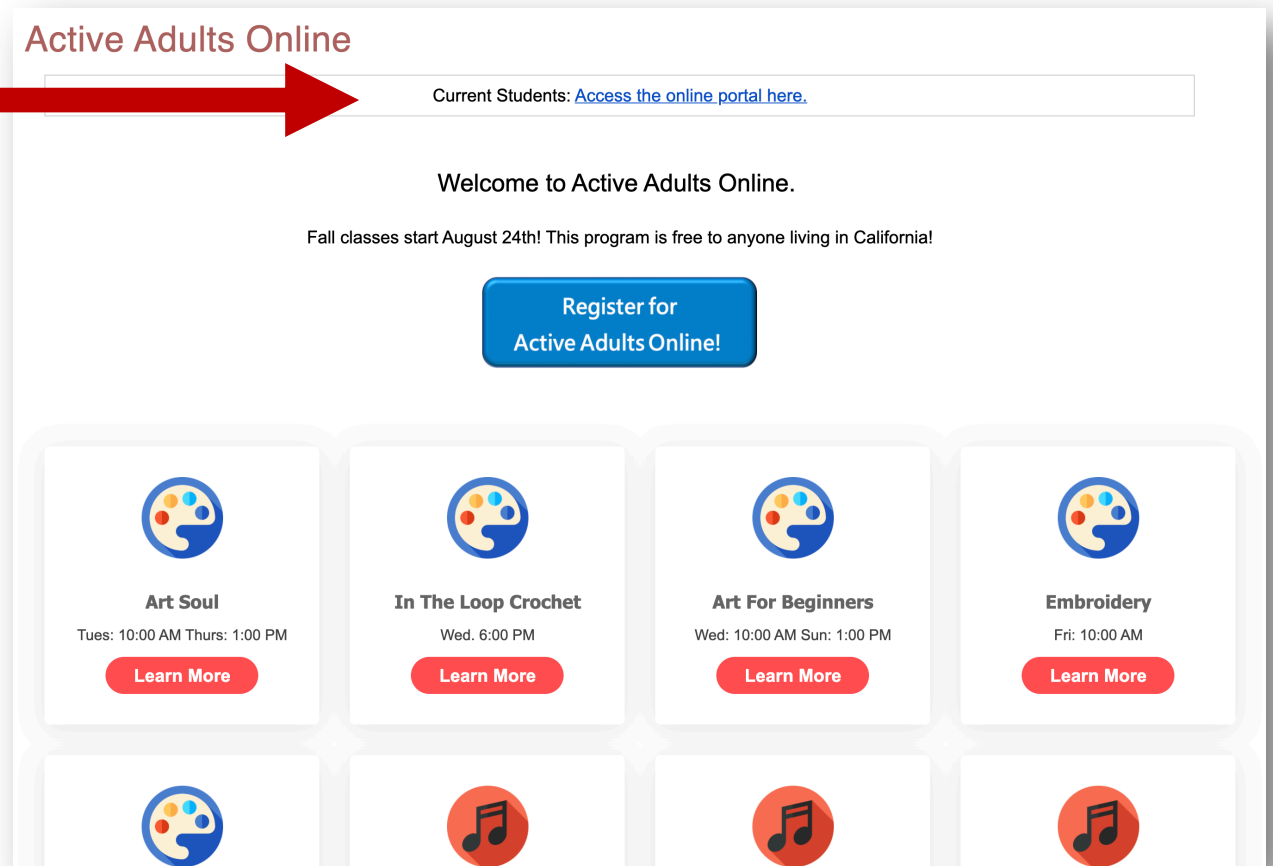 Active Adults Online
Current Students: Access the online portal here.
Welcome to Active Adults Online.
Fall classes start August 24th! This program is free to anyone living in California!
Register for
Active Adults Online!
Art Soul
Tues: 10:00 AM Thurs: 1:00 PM
Learn More
In The Loop Crochet
Wed. 6:00 PM
Learn More
Art For Beginners
Wed: 10:00 AM Sun: 1:00 PM
Learn More
Embroidery
Fri: 10:00 AM
Learn More